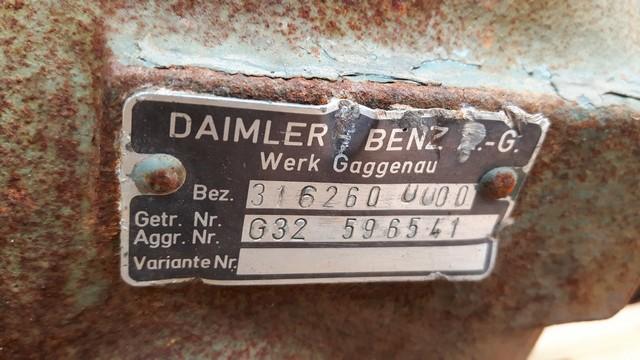 DAIMLER - BENZ A.-G.
Werk Gaggenau
Bez. 316260 0000
Getr. Nr.
Aggr. Nr. G32 596541
Variante Nr.